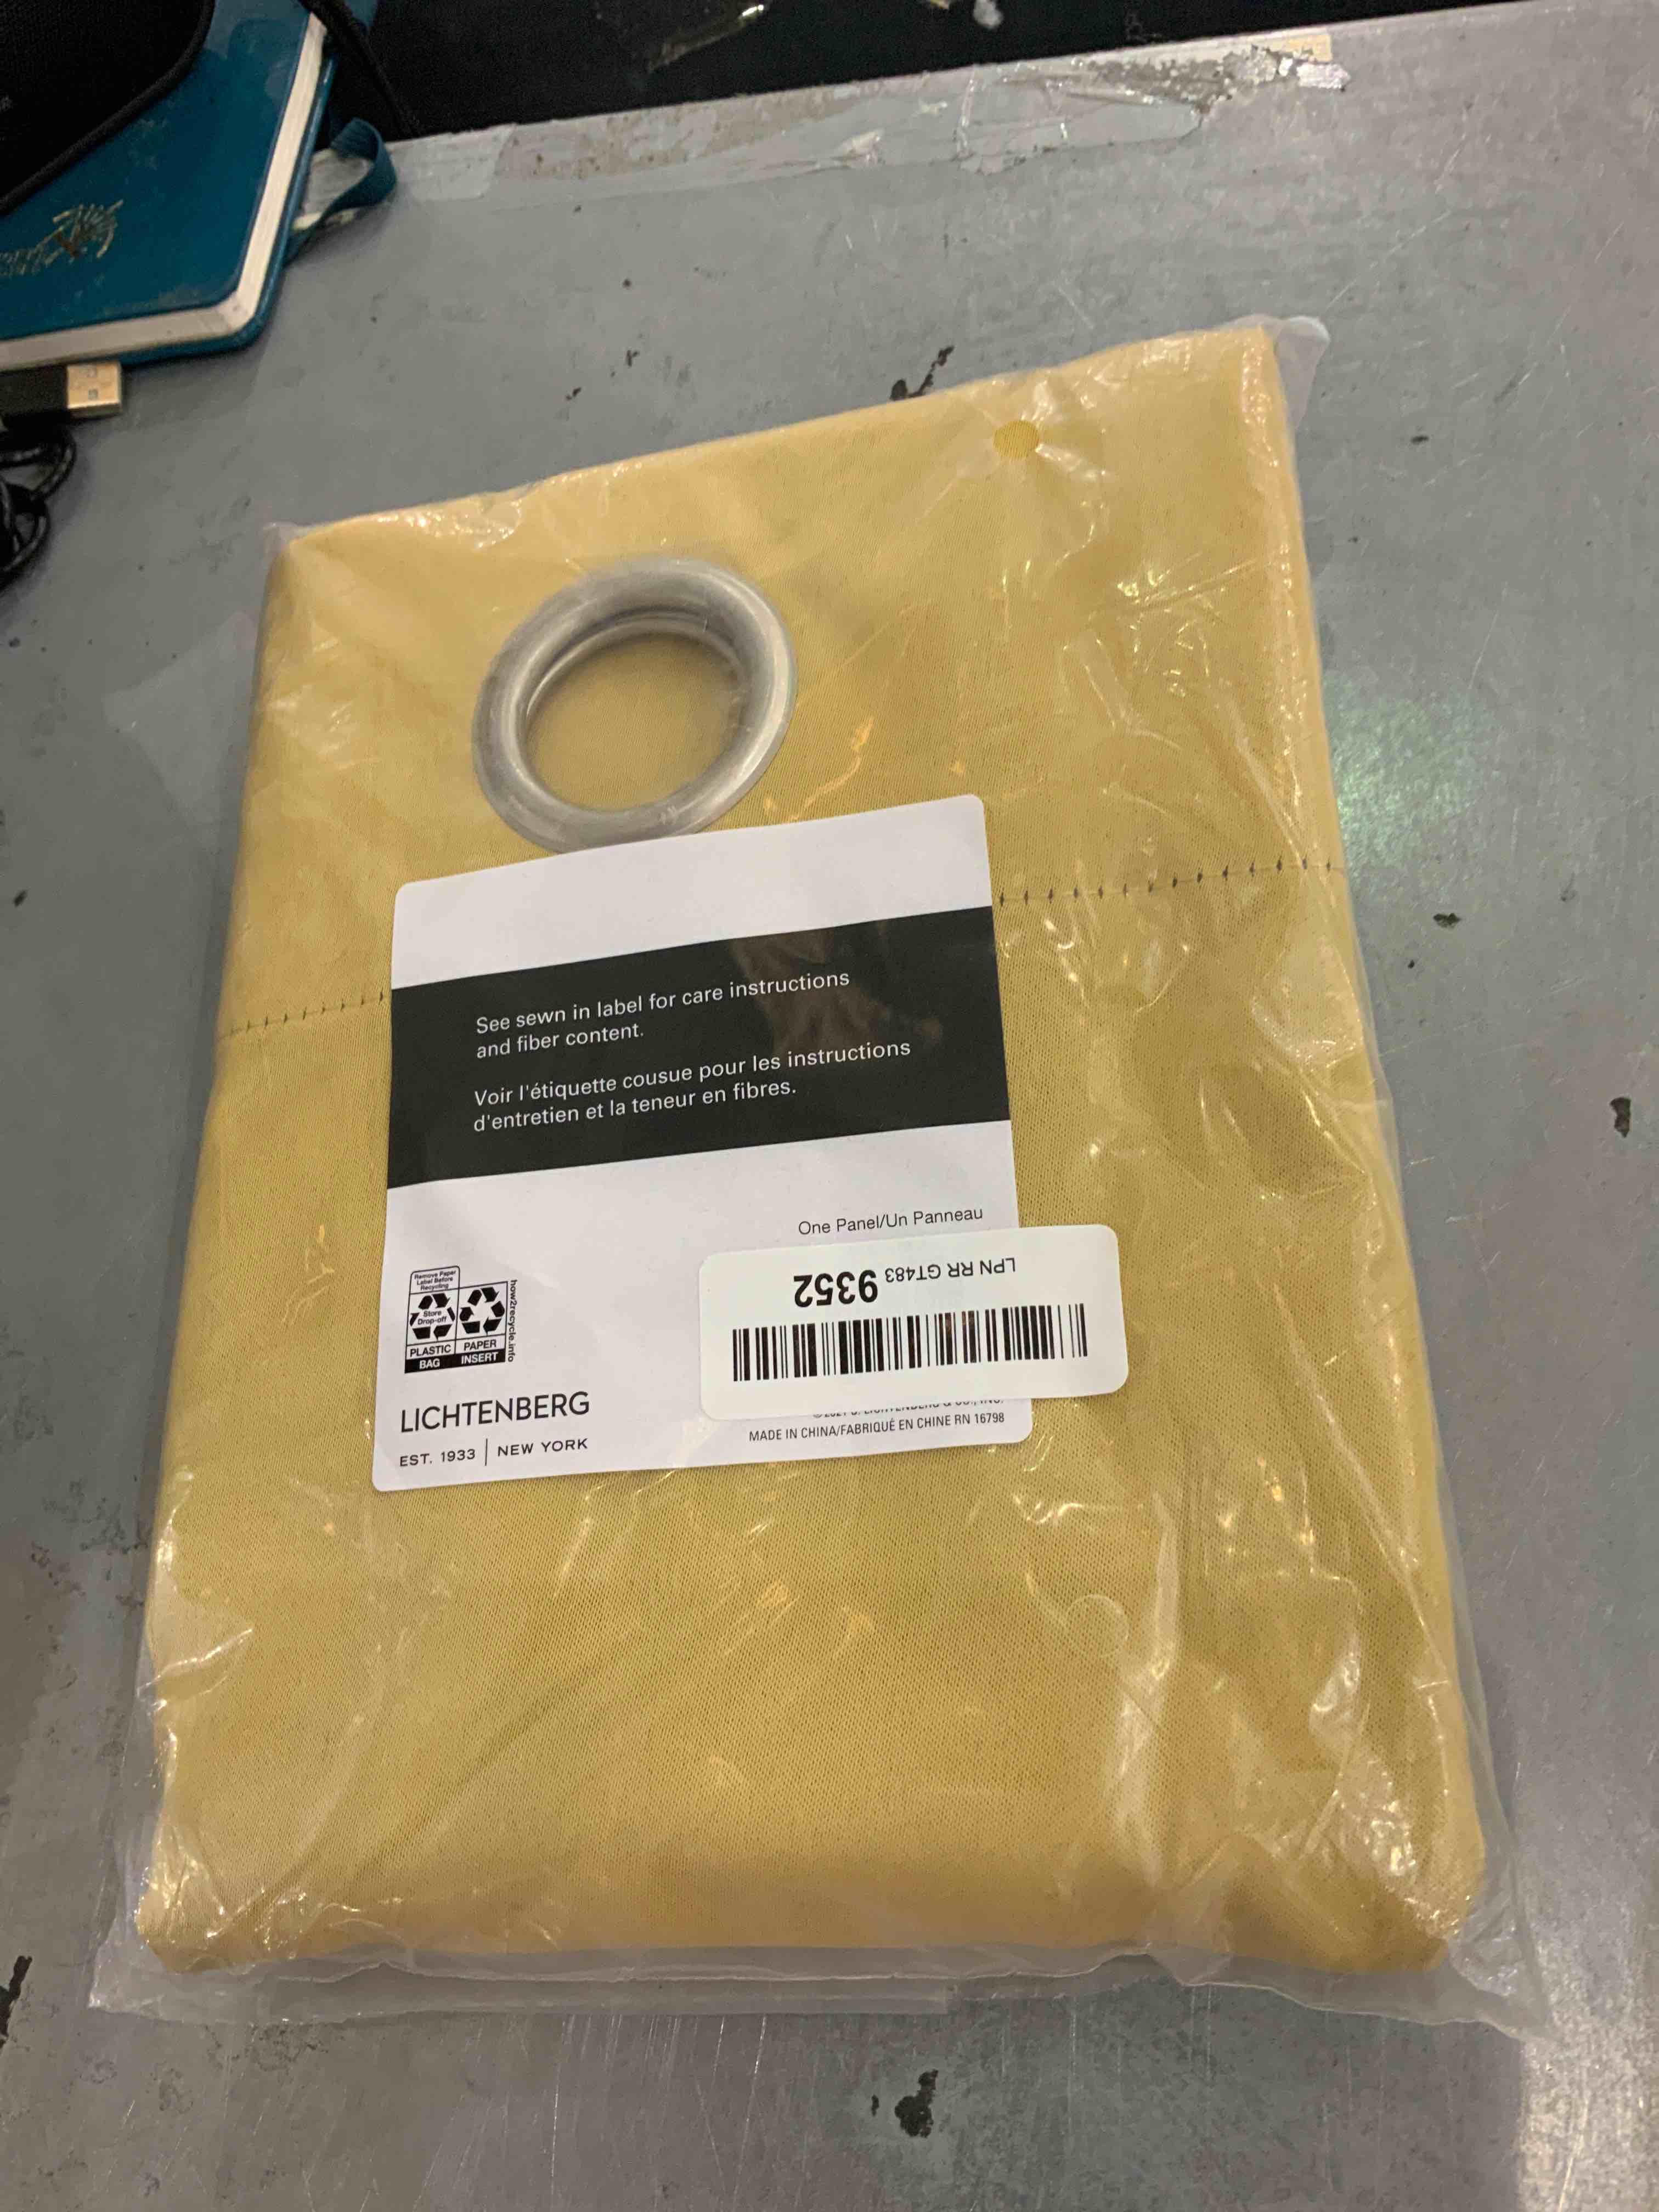 See sewn in label for care instructions
and fiber content.
Voir l'étiquette cousue pour les instructions
d'entretien et la teneur en fibres.
One Panel/Un Panneau
LPN RR GT483 9352
Remove Paper
Label Before
Recycling
Store
Drop-off
PLASTIC
BAG
PAPER
INSERT
how2recycle.info
LICHTENBERG
EST. 1933 | NEW YORK
MADE IN CHINA/FABRIQUÉ EN CHINE RN 16798